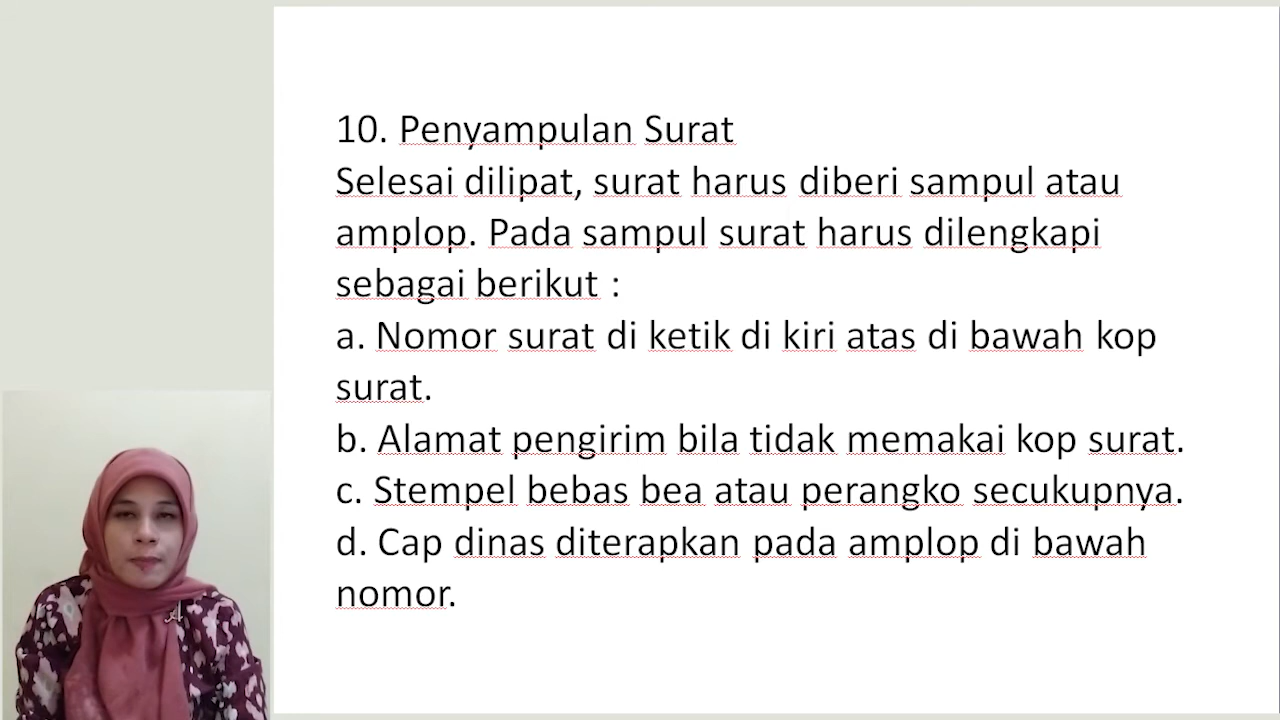 10. Penyampulan Surat
Selesai dilipat, surat harus diberi sampul atau
amplop. Pada sampul surat harus dilengkapi
sebagai berikut :
a. Nomor surat di ketik di kiri atas di bawah kop
surat.
b. Alamat pengirim bila tidak memakai kop surat.
c. Stempel bebas bea atau perangko secukupnya.
d. Cap dinas diterapkan pada amplop di bawah
nomor.